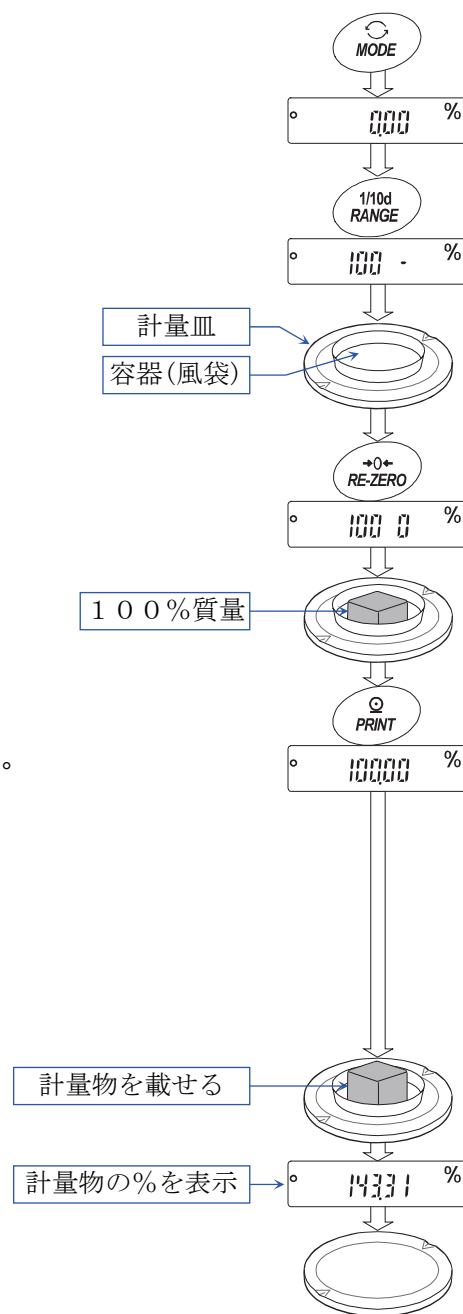 MODE
0.00 %
1/10d
RANGE
100 - %
計量皿
容器(風袋)
→0←
RE-ZERO
100 0 %
100%質量
PRINT
。
100.00 %
計量物を載せる
計量物の%を表示
143.31 %